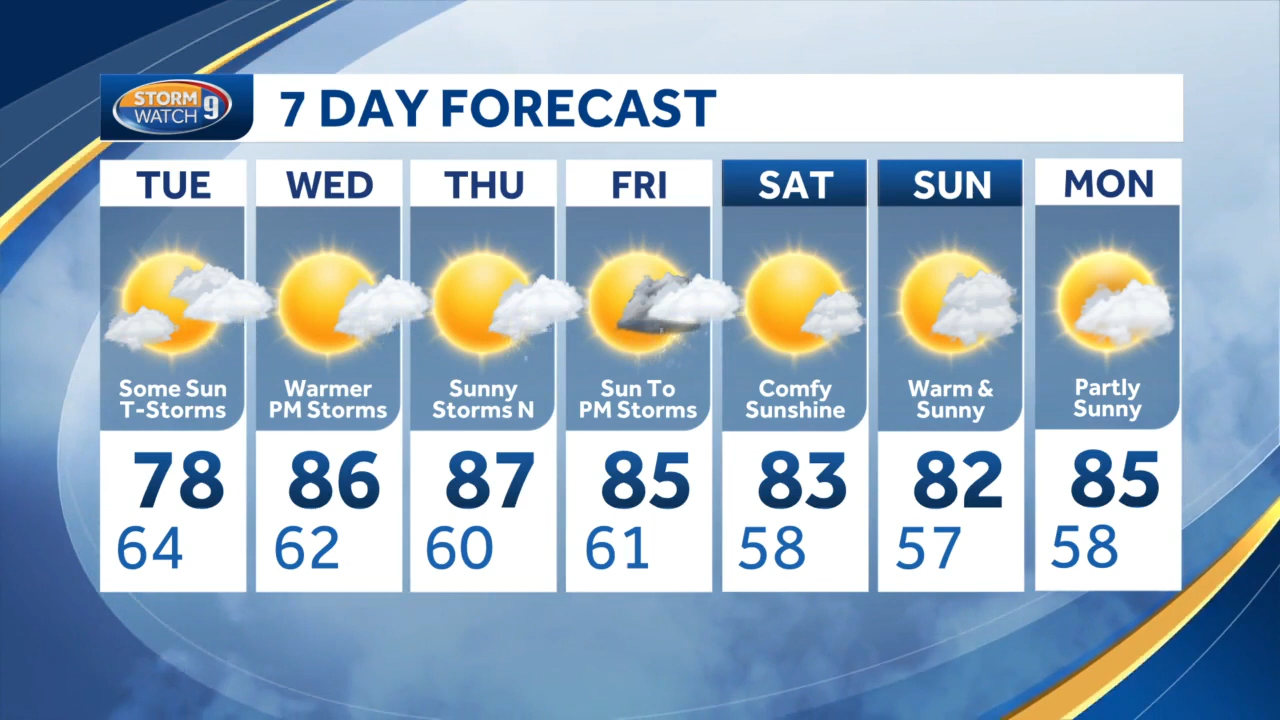 STORM
WATCH 9
7 DAY FORECAST
TUE
WED
THU
FRI
SAT
SUN
MON
Some Sun
T-Storms
Warmer
PM Storms
Sunny
Storms N
Sun To
PM Storms
Comfy
Sunshine
Warm &
Sunny
Partly
Sunny
78
86
87
85
83
82
85
64
62
60
61
58
57
58